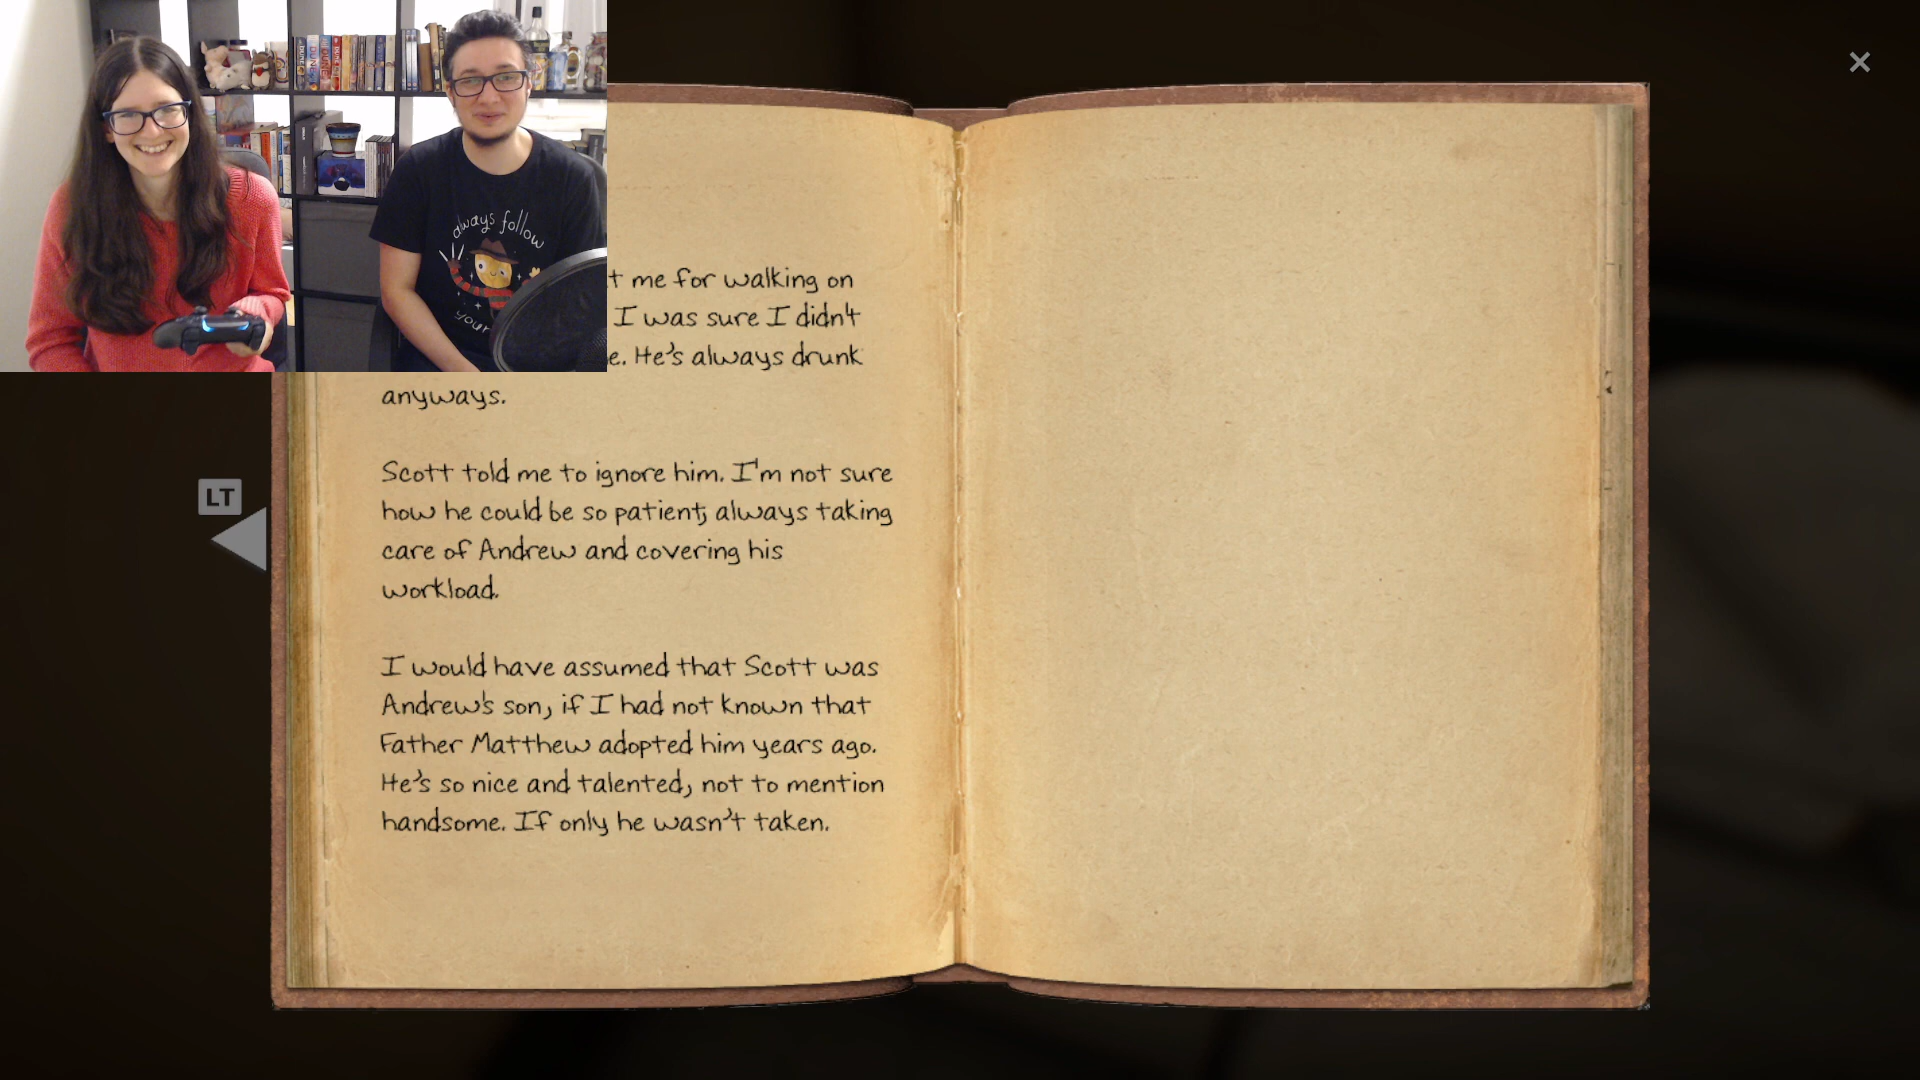 always follow
your
t me for walking on
I was sure I didn't
e. He's always drunk
anyways.
Scott told me to ignore him. I'm not sure
how he could be so patient, always taking
care of Andrew and covering his
workload.
I would have assumed that Scott was
Andrew's son, if I had not known that
Father Matthew adopted him years ago.
He's so nice and talented, not to mention
handsome. If only he wasn't taken.
LT